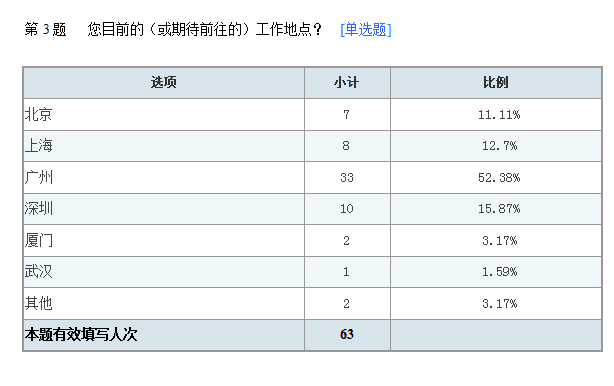 第 3 题 您目前的（或期待前往的）工作地点？ [单选题]
选项 小计 比例
北京 7 11.11%
上海 8 12.7%
广州 33 52.38%
深圳 10 15.87%
厦门 2 3.17%
武汉 1 1.59%
其他 2 3.17%
本题有效填写人次 63